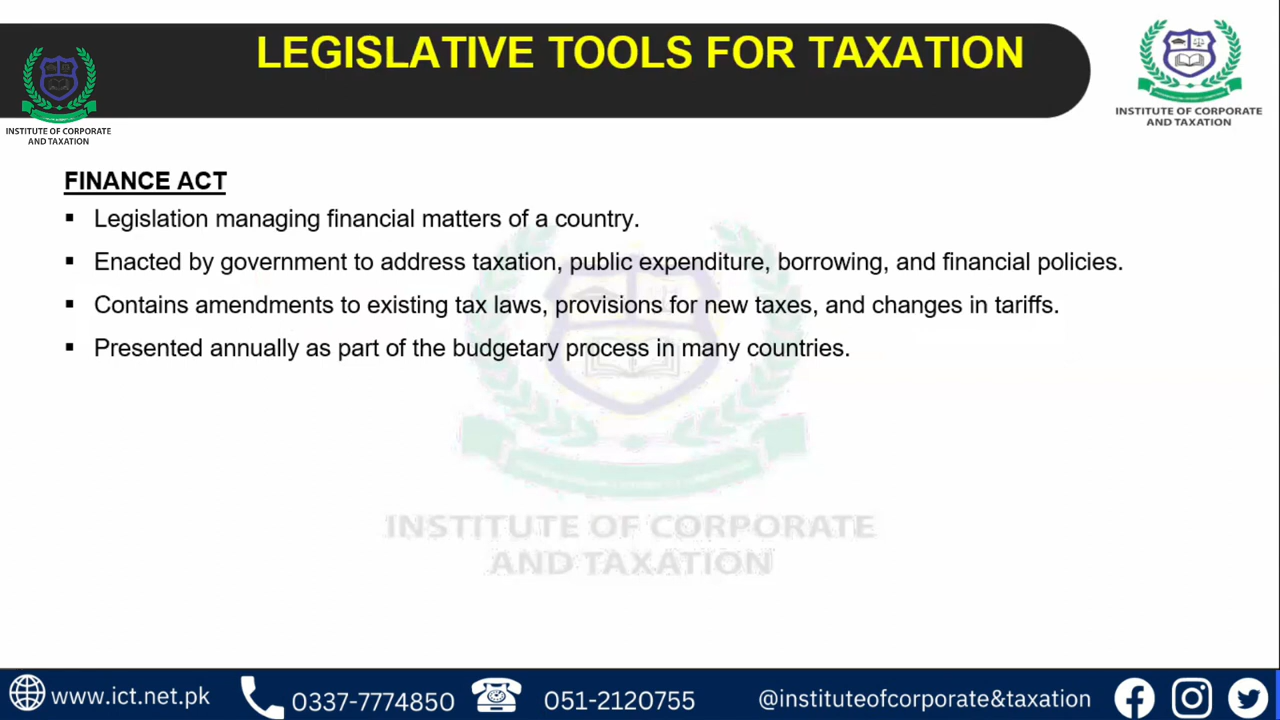 LEGISLATIVE TOOLS FOR TAXATION
INSTITUTE OF CORPORATE
AND TAXATION
INSTITUTE OF CORPORATE
AND TAXATION
FINANCE ACT
▪ Legislation managing financial matters of a country.
▪ Enacted by government to address taxation, public expenditure, borrowing, and financial policies.
▪ Contains amendments to existing tax laws, provisions for new taxes, and changes in tariffs.
▪ Presented annually as part of the budgetary process in many countries.
INSTITUTE OF CORPORATE
AND TAXATION
www.ict.net.pk 0337-7774850 051-2120755 @instituteofcorporate&taxation